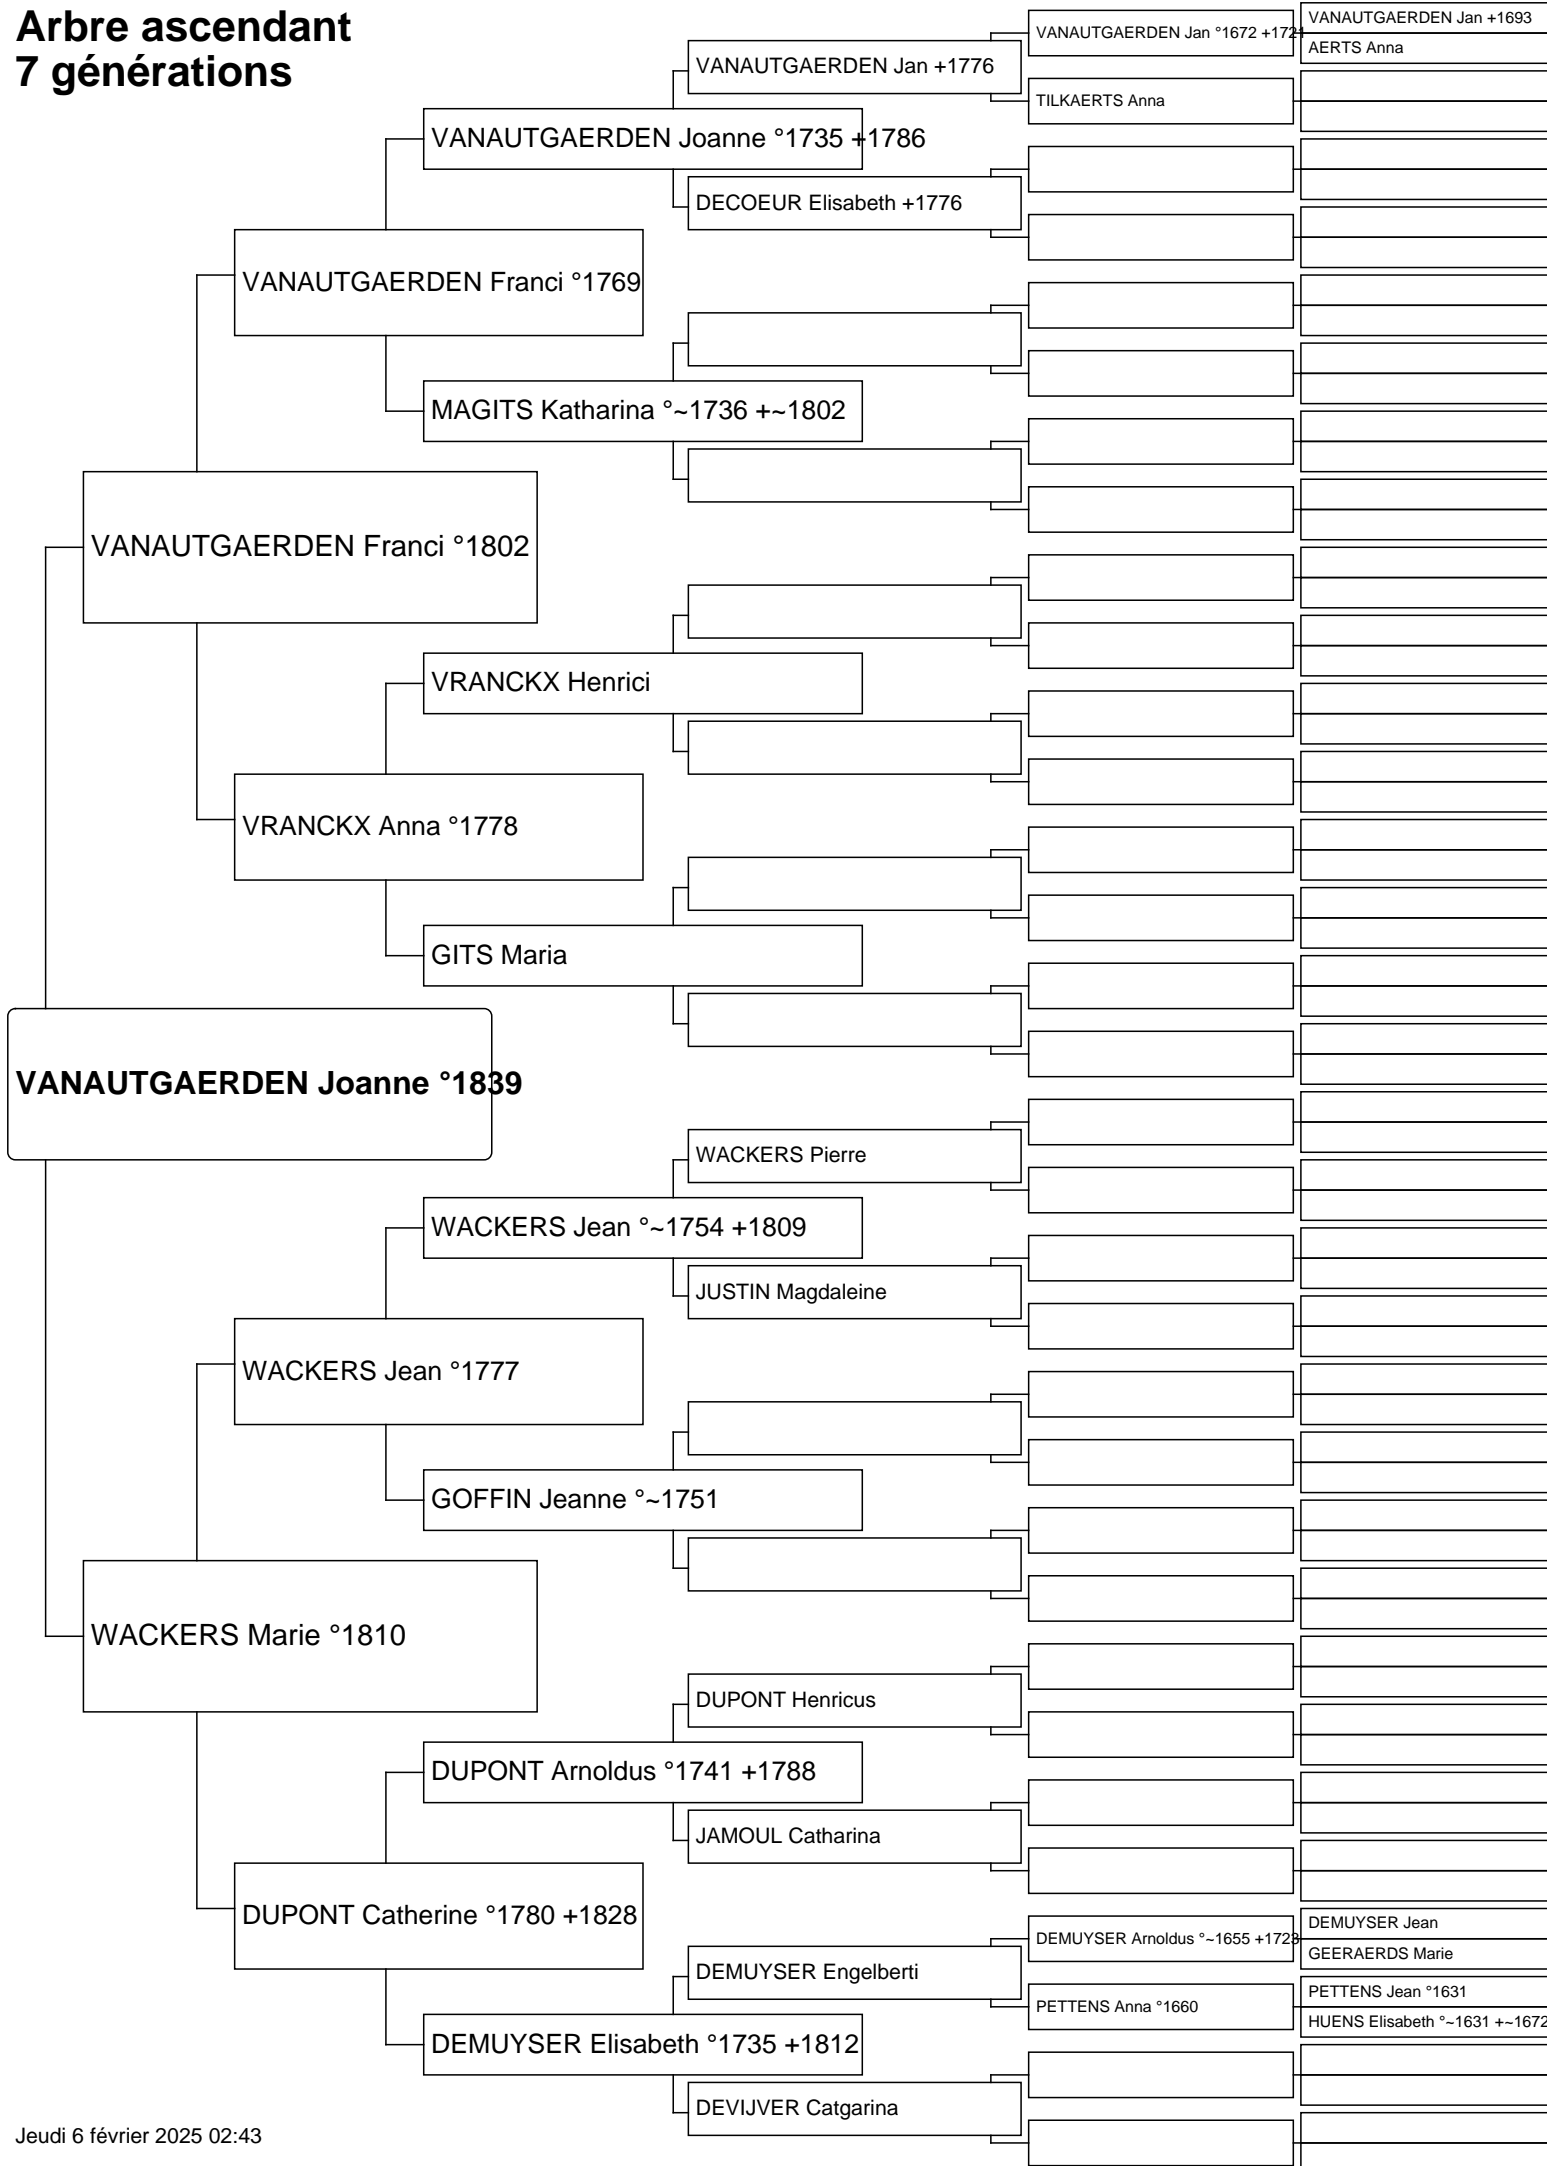 Arbre ascendant
7 générations
VANAUTGAERDEN Jan °1672 +1721
VANAUTGAERDEN Jan +1693
AERTS Anna
VANAUTGAERDEN Jan +1776
TILKAERTS Anna
VANAUTGAERDEN Joanne °1735 +1786
DECOEUR Elisabeth +1776
VANAUTGAERDEN Franci °1769
MAGITS Katharina °~1736 +~1802
VANAUTGAERDEN Franci °1802
VRANCKX Henrici
VRANCKX Anna °1778
GITS Maria
VANAUTGAERDEN Joanne °1839
WACKERS Pierre
WACKERS Jean °~1754 +1809
JUSTIN Magdaleine
WACKERS Jean °1777
GOFFIN Jeanne °~1751
WACKERS Marie °1810
DUPONT Henricus
DUPONT Arnoldus °1741 +1788
JAMOUL Catharina
DUPONT Catherine °1780 +1828
DEMUYSER Jean
DEMUYSER Arnoldus °~1655 +1723
GEERAERDS Marie
DEMUYSER Engelberti
PETTENS Jean °1631
PETTENS Anna °1660
HUENS Elisabeth °~1631 +~1672
DEMUYSER Elisabeth °1735 +1812
DEVIJVER Catgarina
Jeudi 6 février 2025 02:43